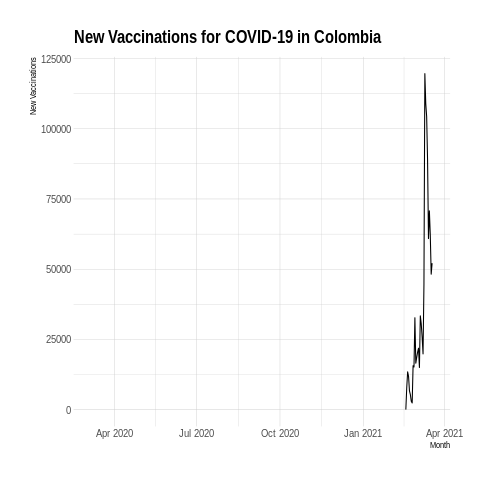 New Vaccinations for COVID-19 in Colombia
New Vaccinations
125000
100000
75000
50000
25000
0
Apr 2020 Jul 2020 Oct 2020 Jan 2021 Apr 2021
Month